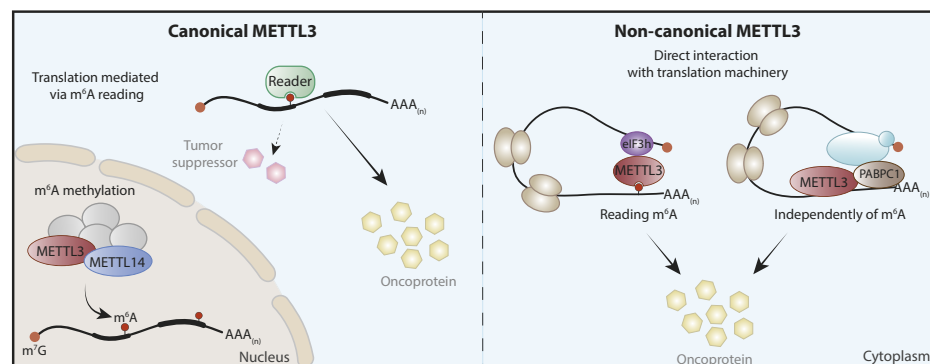 Canonical METTL3
Translation mediated
via m⁶A reading
Reader
AAA(n)
Tumor
suppressor
m⁶A methylation
METTL3
METTL14
Oncoprotein
m⁶A
AAA(n)
m⁷G
Nucleus
Non-canonical METTL3
Direct interaction
with translation machinery
eIF3h
METTL3
AAA(n)
Reading m⁶A
METTL3
PABPC1
AAA(n)
Independently of m⁶A
Oncoprotein
Cytoplasm